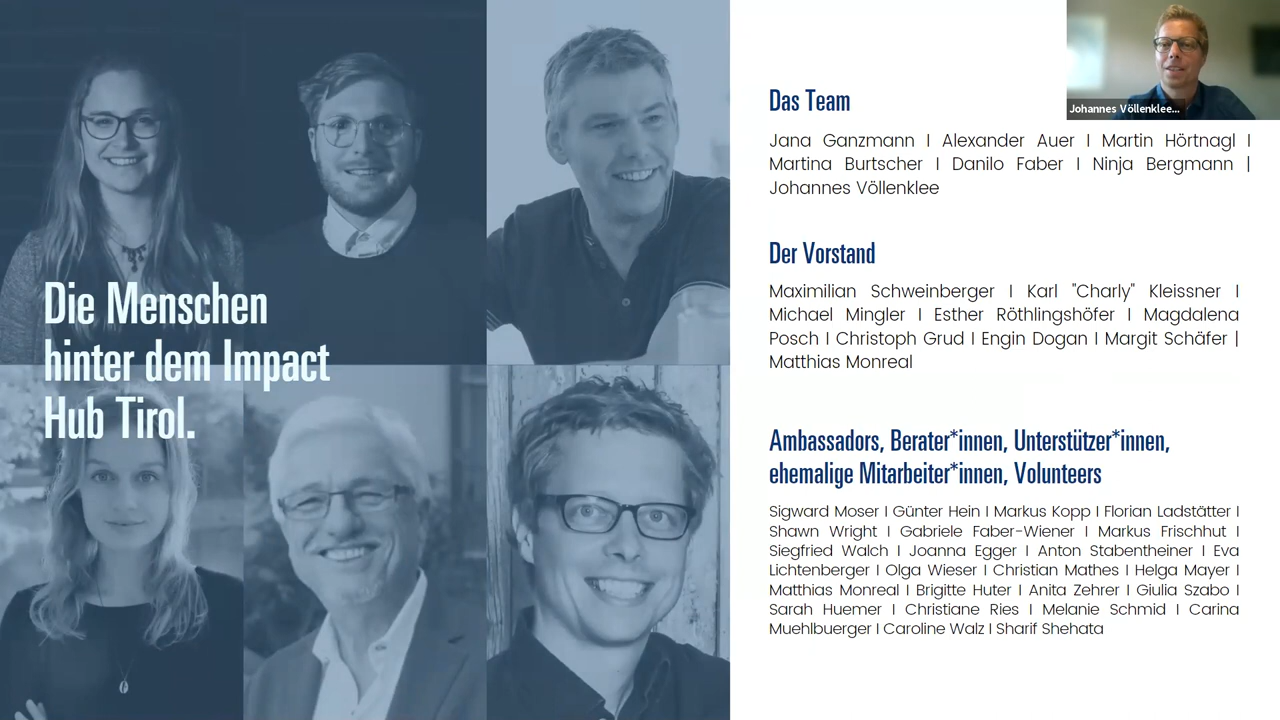 Die Menschen
hinter dem Impact
Hub Tirol.
Johannes Völlenklee...
Das Team
Jana Ganzmann I Alexander Auer I Martin Hörtnagl I
Martina Burtscher I Danilo Faber I Ninja Bergmann |
Johannes Völlenklee
Der Vorstand
Maximilian Schweinberger I Karl "Charly" Kleissner I
Michael Mingler I Esther Röthlingshöfer I Magdalena
Posch I Christoph Grud I Engin Dogan I Margit Schäfer |
Matthias Monreal
Ambassadors, Berater*innen, Unterstützer*innen,
ehemalige Mitarbeiter*innen, Volunteers
Sigward Moser I Günter Hein I Markus Kopp I Florian Ladstätter I
Shawn Wright I Gabriele Faber-Wiener I Markus Frischhut I
Siegfried Walch I Joanna Egger I Anton Stabentheiner I Eva
Lichtenberger I Olga Wieser I Christian Mathes I Helga Mayer I
Matthias Monreal I Brigitte Huter I Anita Zehrer I Giulia Szabo I
Sarah Huemer I Christiane Ries I Melanie Schmid I Carina
Muehlbuerger I Caroline Walz I Sharif Shehata